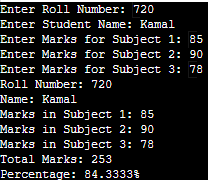 Enter Roll Number: 720
Enter Student Name: Kamal
Enter Marks for Subject 1: 85
Enter Marks for Subject 2: 90
Enter Marks for Subject 3: 78
Roll Number: 720
Name: Kamal
Marks in Subject 1: 85
Marks in Subject 2: 90
Marks in Subject 3: 78
Total Marks: 253
Percentage: 84.3333%